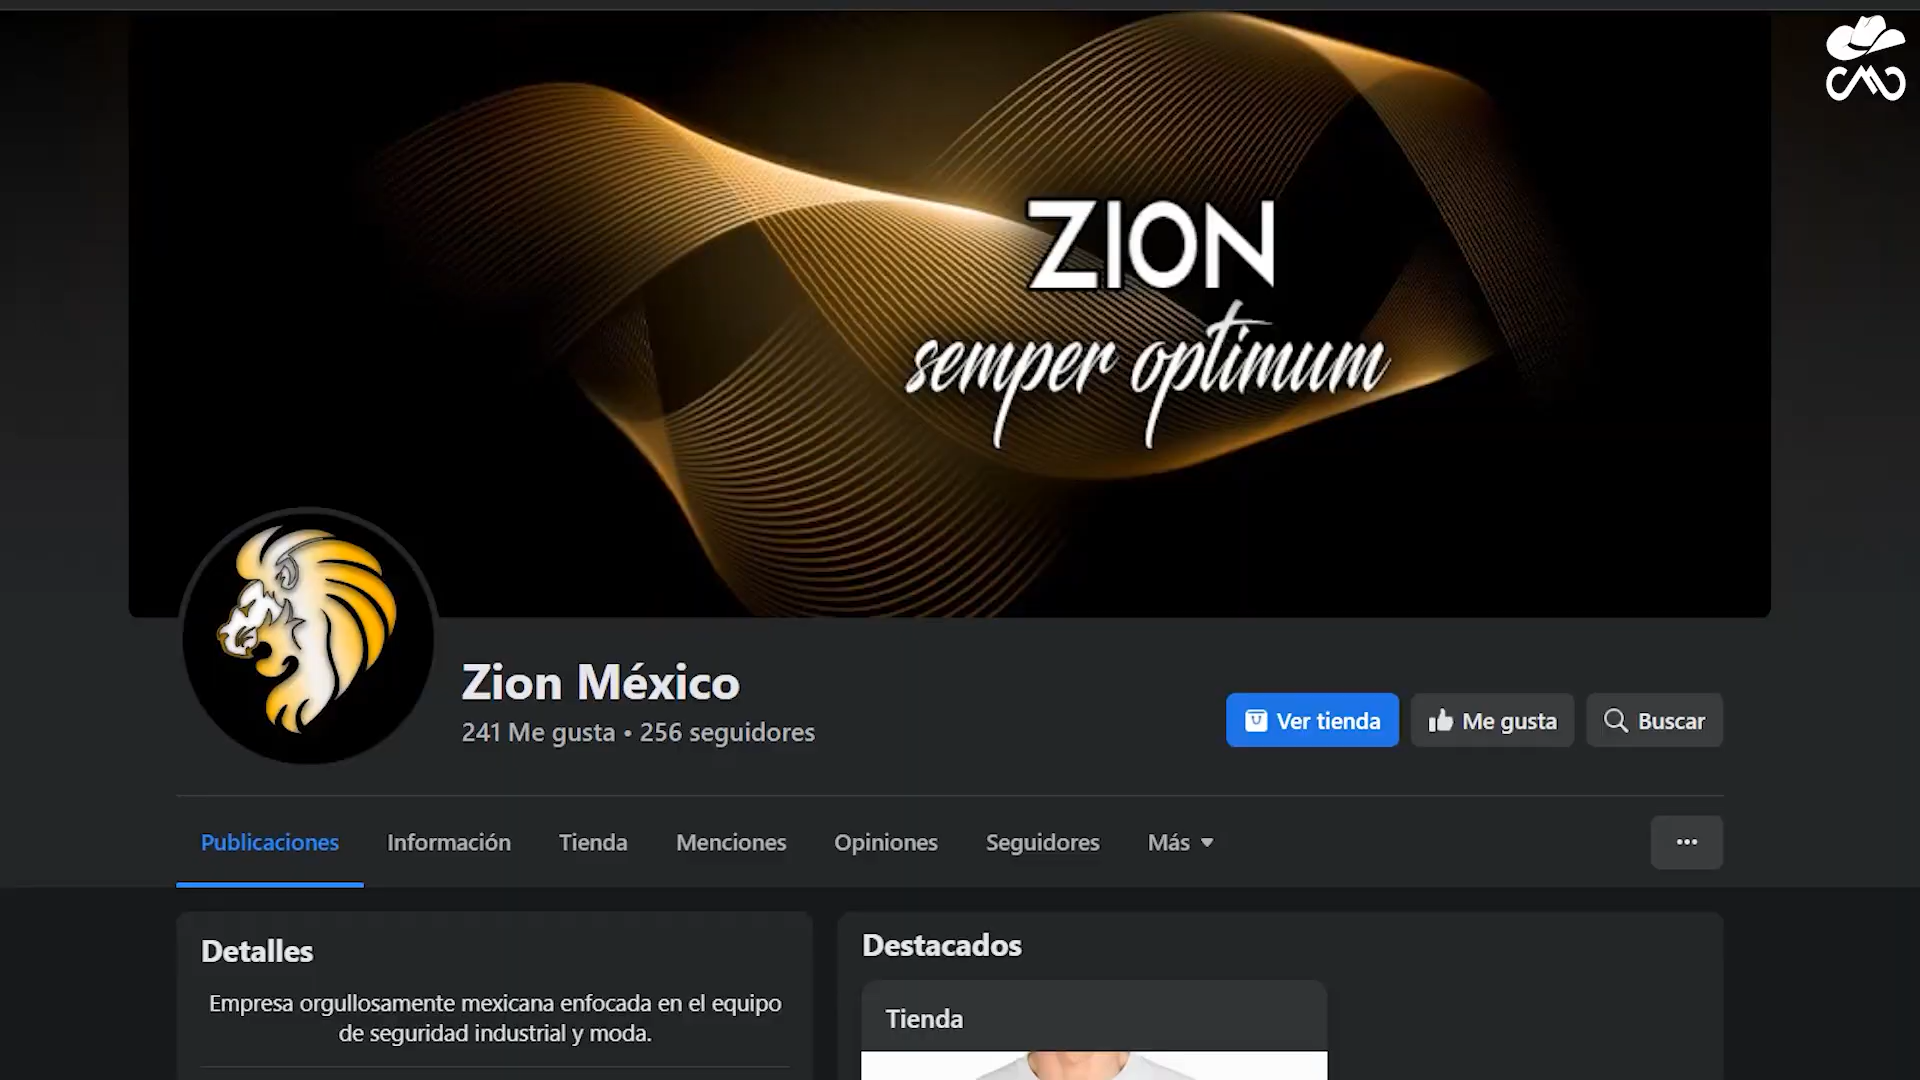 ZION
semper optimum
Zion México
241 Me gusta • 256 seguidores
Ver tienda
Me gusta
Buscar
Publicaciones
Información
Tienda
Menciones
Opiniones
Seguidores
Más
Detalles
Empresa orgullosamente mexicana enfocada en el equipo
de seguridad industrial y moda.
Destacados
Tienda